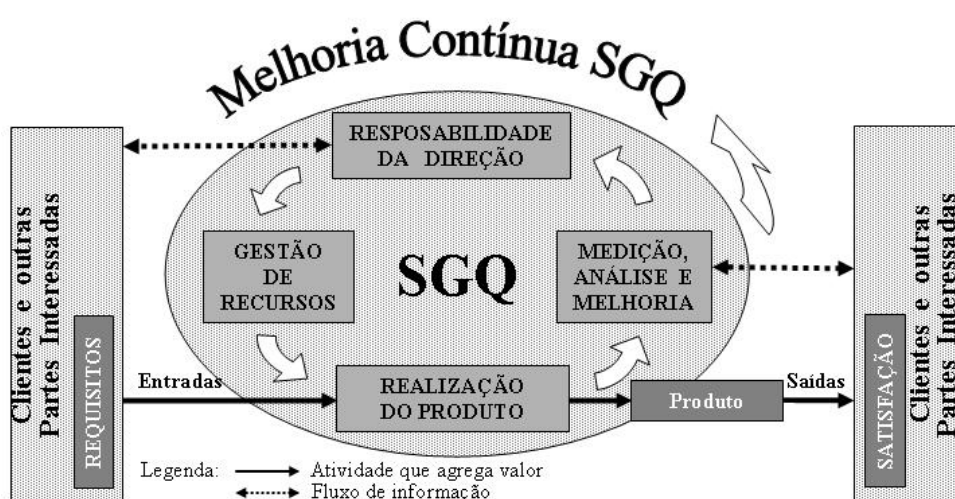 Melhoria Contínua SGQ
Clientes e outras
Partes Interessadas
REQUISITOS
RESPOSABILIDADE
DA DIREÇÃO
GESTÃO
DE
RECURSOS
SGQ
MEDIÇÃO,
ANÁLISE E
MELHORIA
Entradas
REALIZAÇÃO
DO PRODUTO
Produto
Saídas
Clientes e outras
Partes Interessadas
SATISFAÇÃO
Legenda:
Atividade que agrega valor
Fluxo de informação